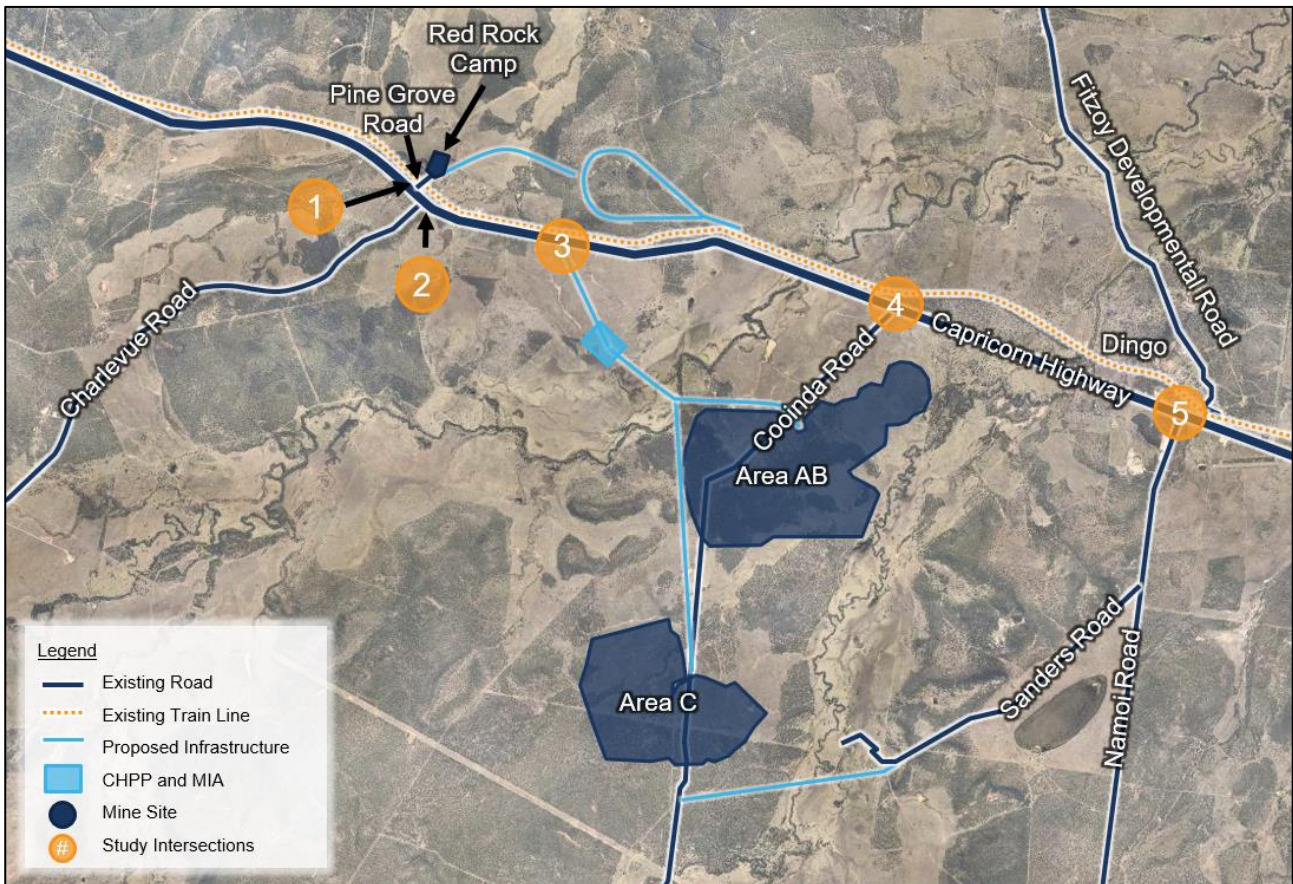 Red Rock
Camp
Pine Grove
Road
1
2
3
4
5
Fitzoy Developmental Road
Charlevue Road
Dingo
Capricorn Highway
Cooinda Road
Area AB
Area C
Sanders Road
Namoi Road
Legend
Existing Road
Existing Train Line
Proposed Infrastructure
CHPP and MIA
Mine Site
# Study Intersections